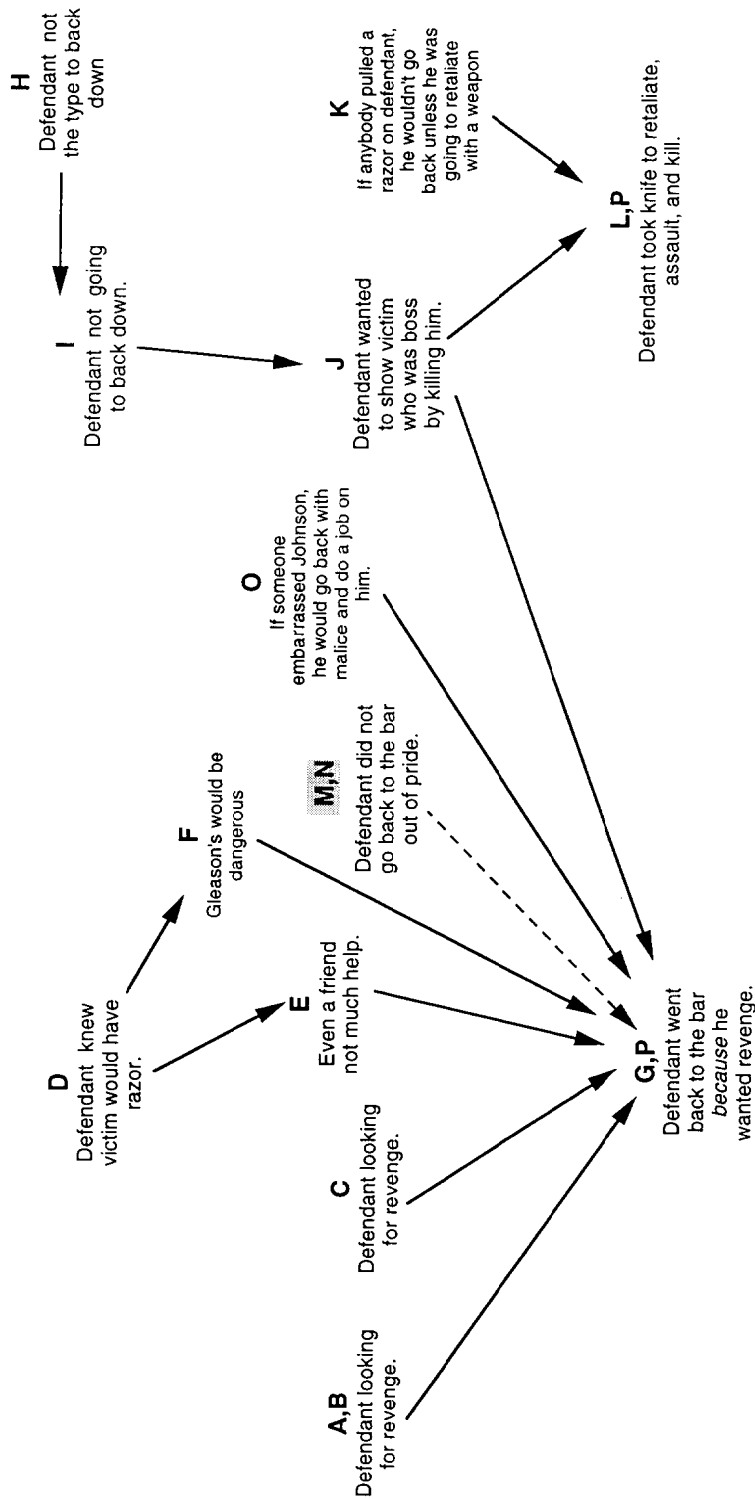 H
Defendant not
the type to back
down
I
Defendant not going
to back down.
D
Defendant knew
victim would have
razor.
F
Gleason's would be
dangerous
O
If someone
embarrassed Johnson,
he would go back with
malice and do a job on
him.
A,B
Defendant looking
for revenge.
C
Defendant looking
for revenge.
E
Even a friend
not much help.
M,N
Defendant did not
go back to the bar
out of pride.
J
Defendant wanted
to show victim
who was boss
by killing him.
K
If anybody pulled a
razor on defendant,
he wouldn't go
back unless he was
going to retaliate
with a weapon
G,P
Defendant went
back to the bar
because he
wanted revenge.
L,P
Defendant took knife to retaliate,
assault, and kill.